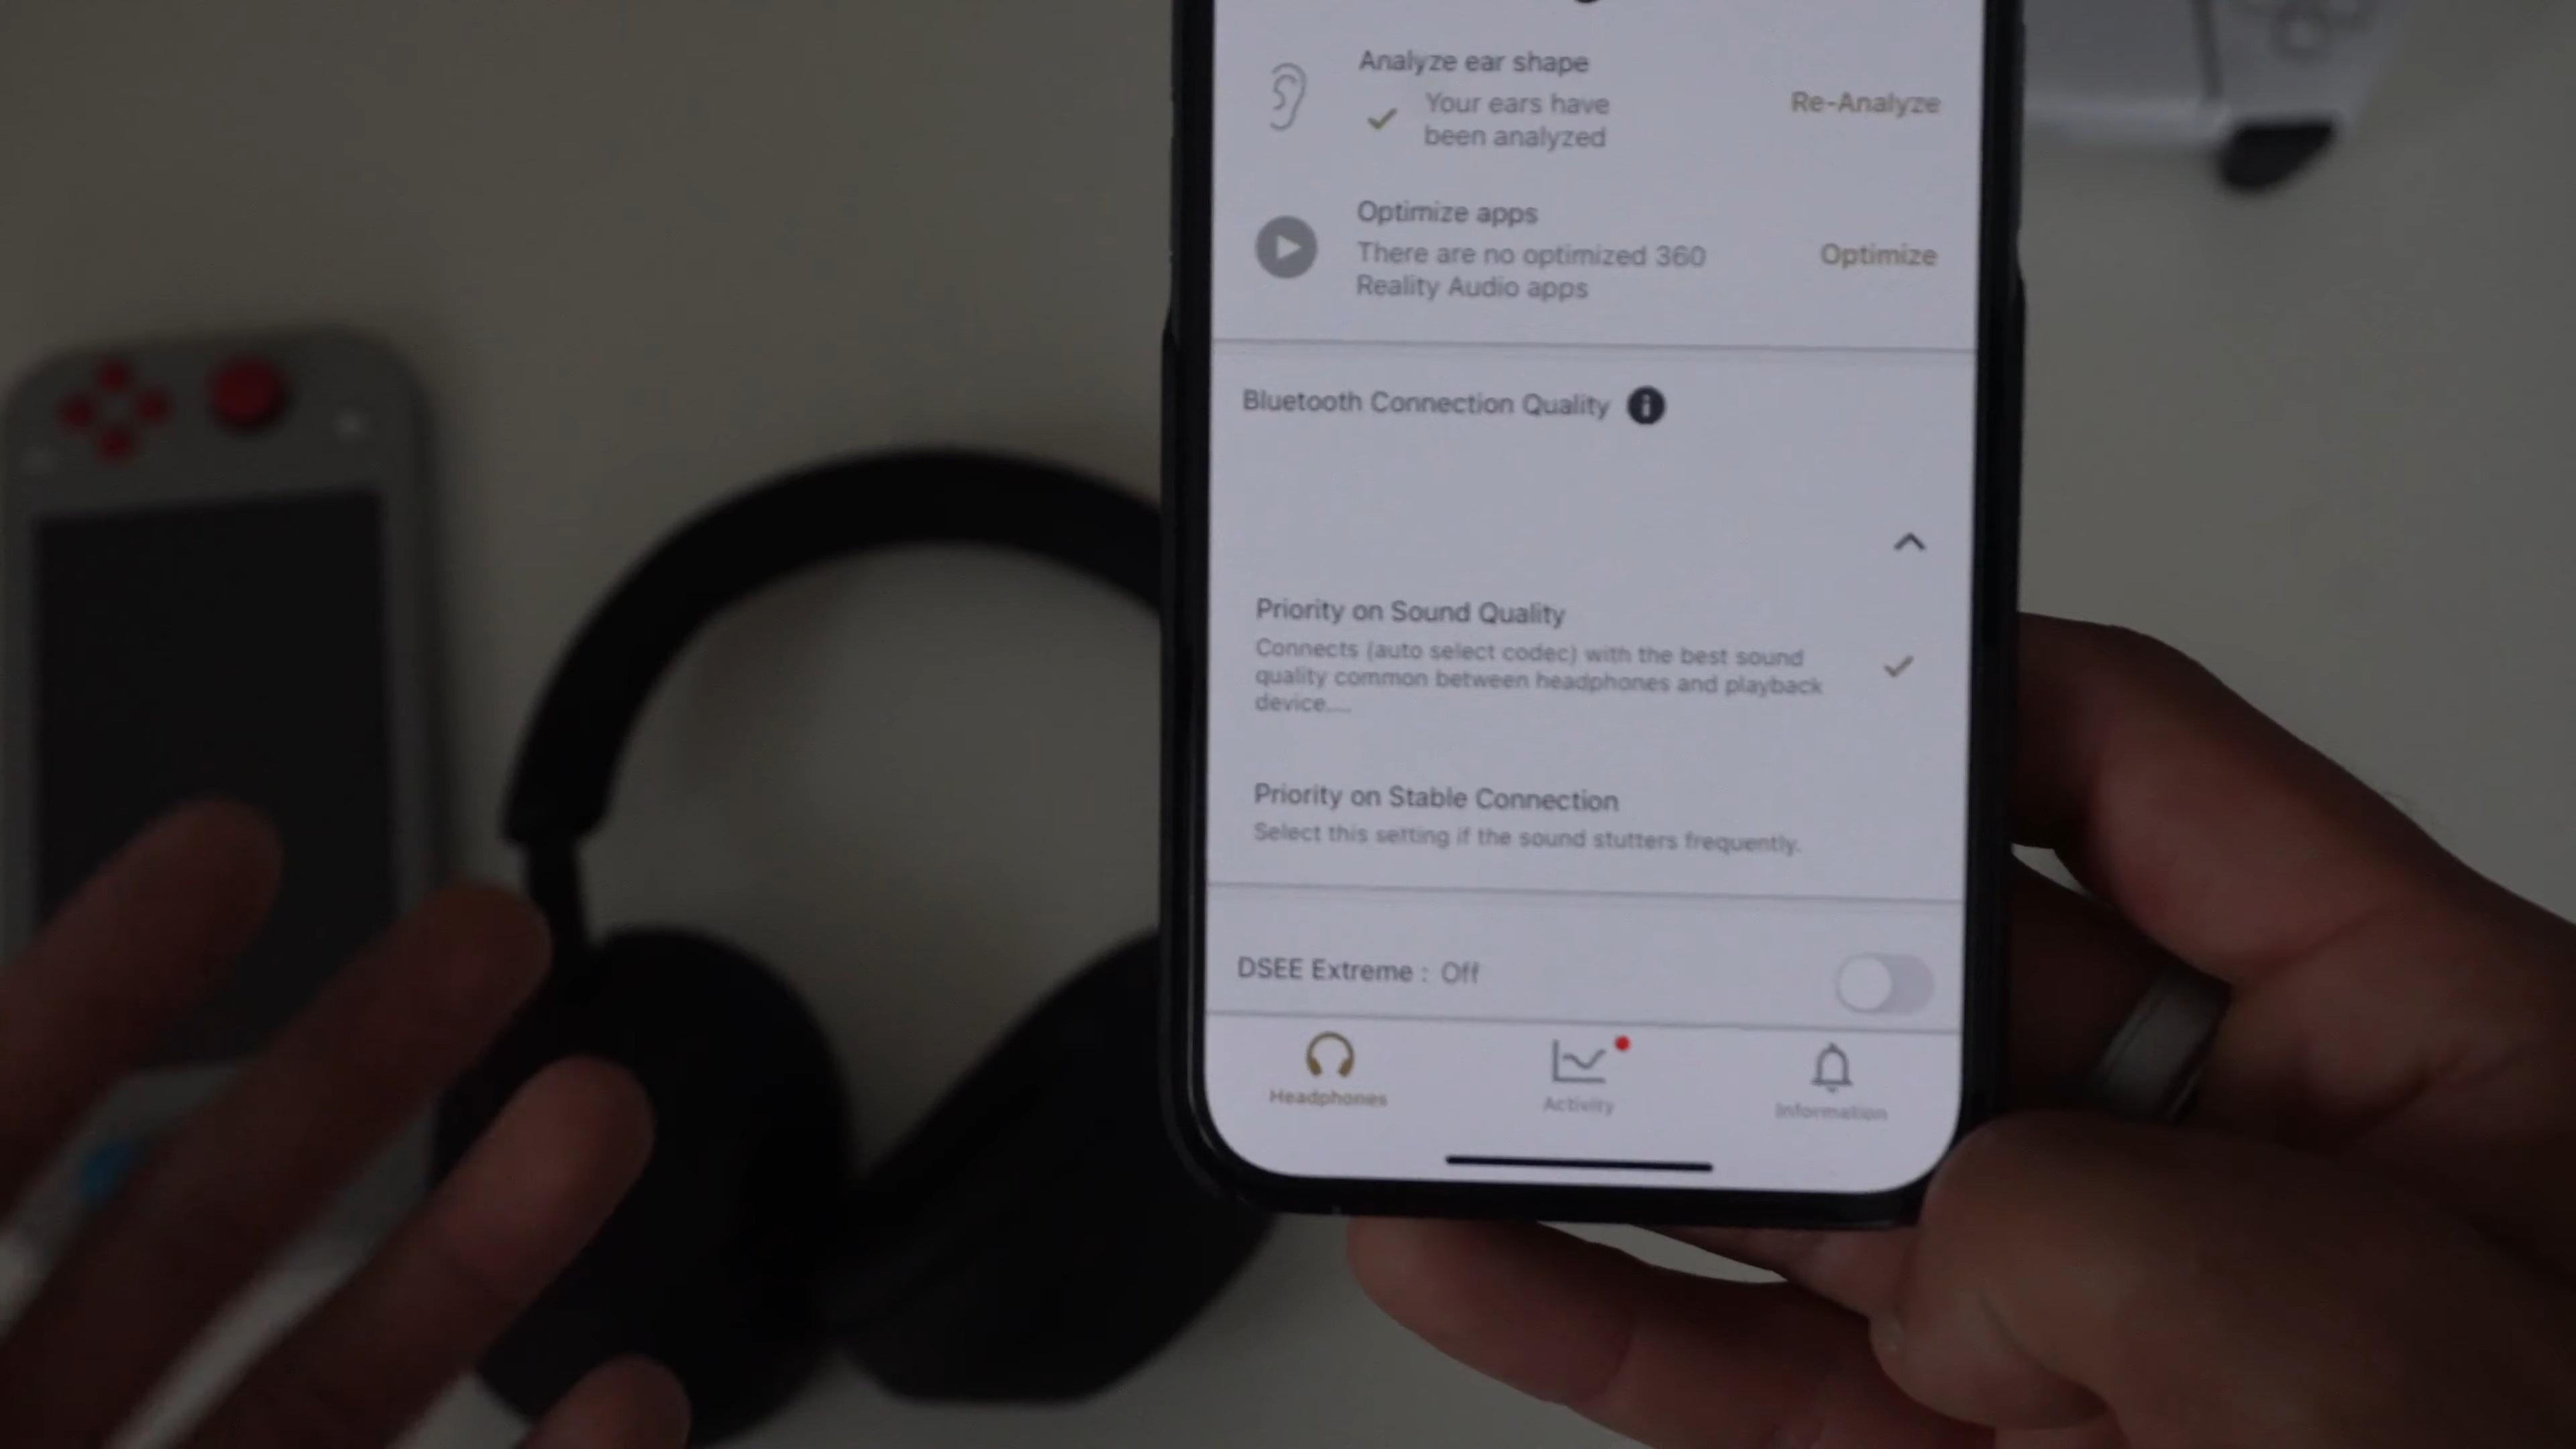 Analyze ear shape
Your ears have
been analyzed
Re-Analyze
Optimize apps
There are no optimized 360
Reality Audio apps
Optimize
Bluetooth Connection Quality
Priority on Sound Quality
Connects (auto select codec) with the best sound
quality common between headphones and playback
device....
Priority on Stable Connection
Select this setting if the sound stutters frequently.
DSEE Extreme : Off
Headphones
Activity
Information